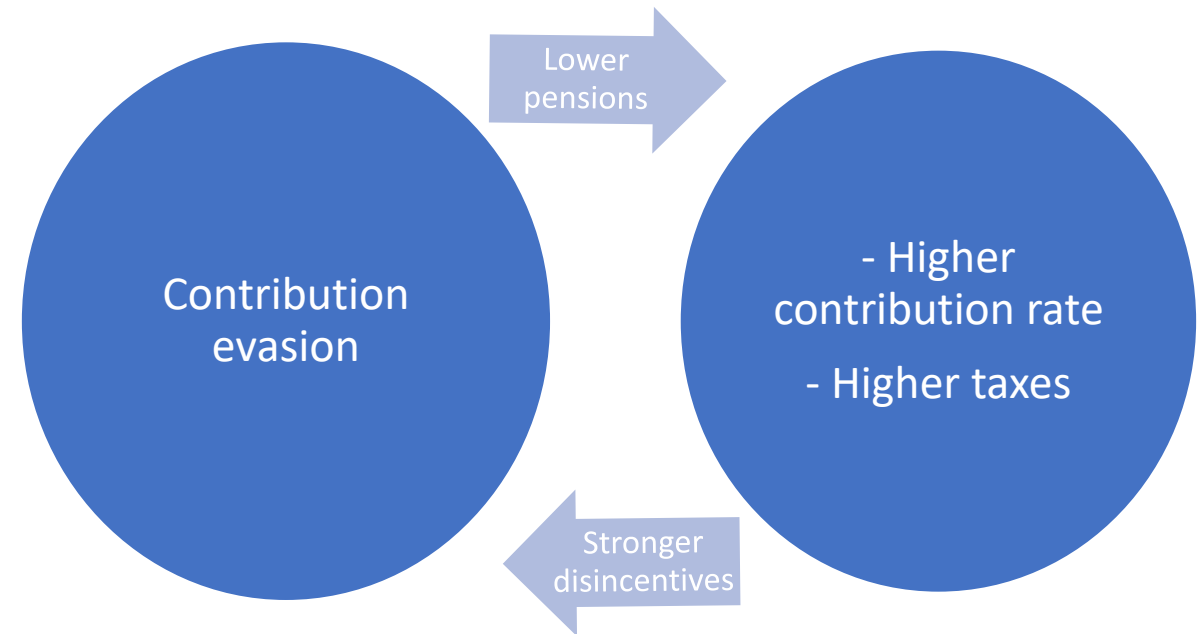 Lower
pensions
Contribution
evasion
- Higher
contribution rate
- Higher taxes
Stronger
disincentives